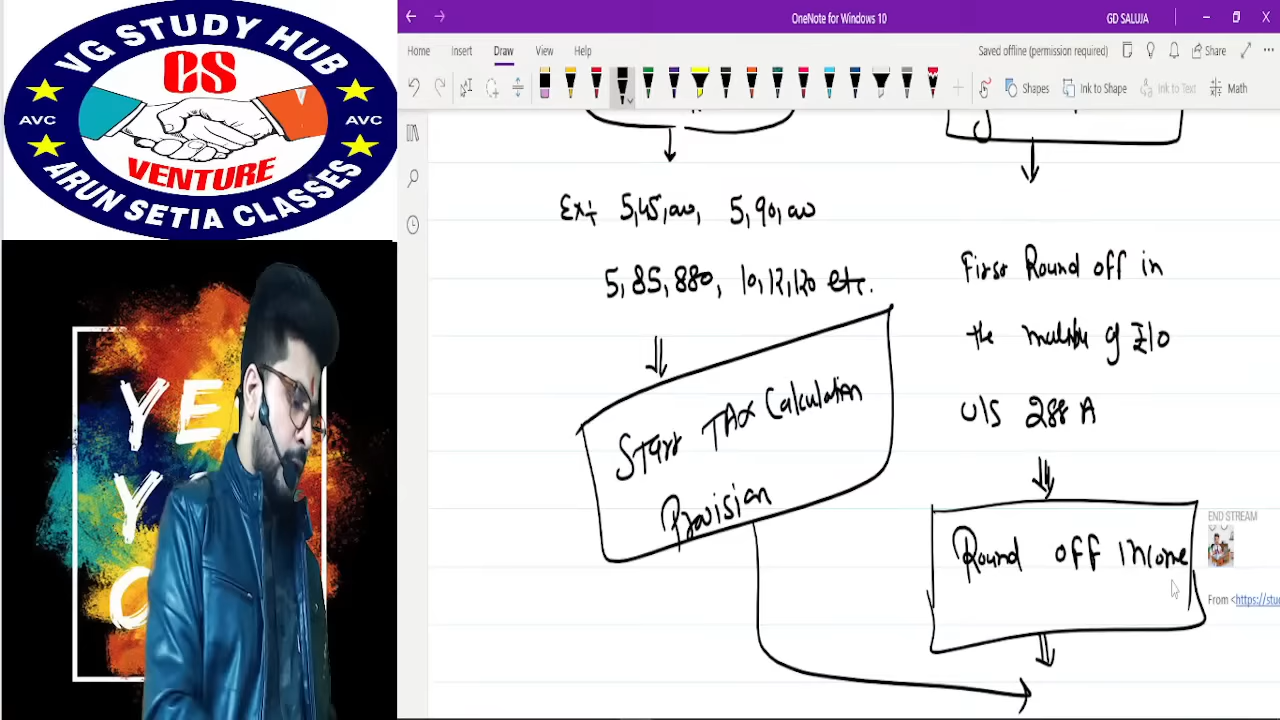 VG STUDY HUB
CS
AVC
AVC
VENTURE
ARUN SETIA CLASSES
YE
Y
OneNote for Windows 10
GD SALUJA
Home Insert Draw View Help
Saved offline (permission required)
Share
Shapes
Ink to Shape
Ink to Text
Math
Ex:- 5,45,000, 5,90,000
5,85,880, 10,12,120 etc.
Start TAX Calculation
Provision
First Round off in
the multiple of ₹10
U/S 288 A
Round off income
END STREAM
From <https://stu